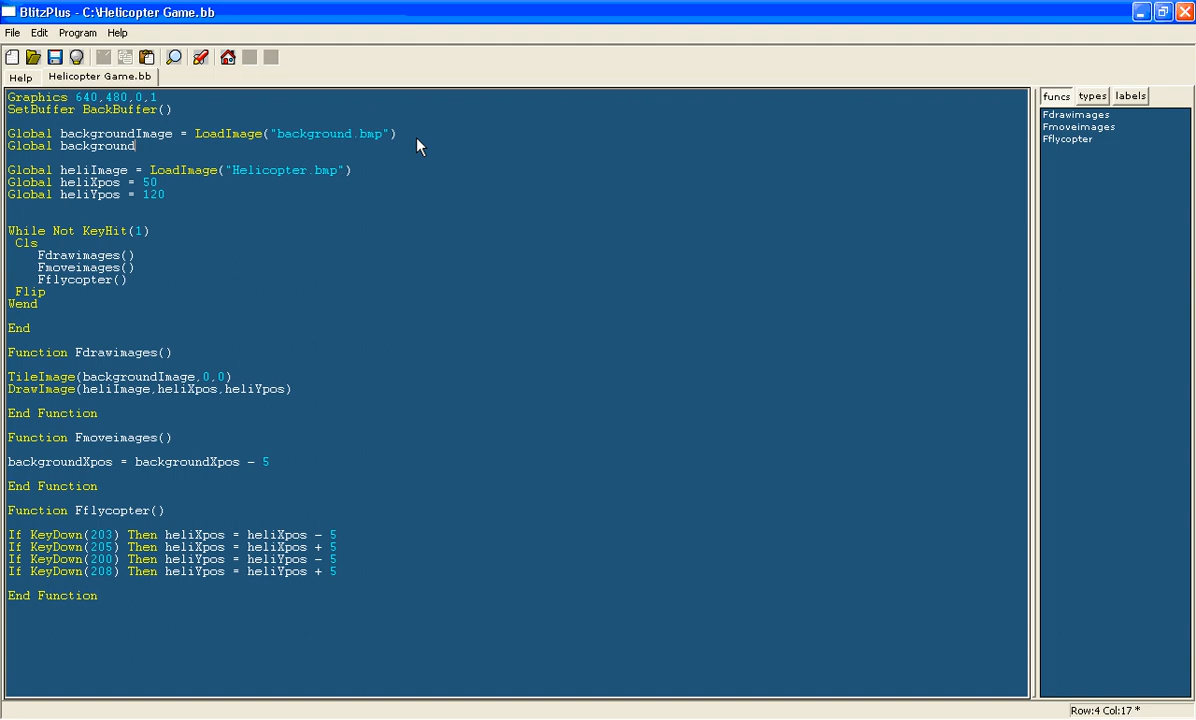 BlitzPlus - C:\Helicopter Game.bb
File Edit Program Help
Help Helicopter Game.bb
Graphics 640,480,0,1
SetBuffer BackBuffer()
Global backgroundImage = LoadImage("background.bmp")
Global background
Global heliImage = LoadImage("Helicopter.bmp")
Global heliXpos = 50
Global heliYpos = 120
While Not KeyHit(1)
Cls
Fdrawimages()
Fmoveimages()
Fflycopter()
Flip
Wend
End
Function Fdrawimages()
TileImage(backgroundImage,0,0)
DrawImage(heliImage,heliXpos,heliYpos)
End Function
Function Fmoveimages()
backgroundXpos = backgroundXpos - 5
End Function
Function Fflycopter()
If KeyDown(203) Then heliXpos = heliXpos - 5
If KeyDown(205) Then heliXpos = heliXpos + 5
If KeyDown(200) Then heliYpos = heliYpos - 5
If KeyDown(208) Then heliYpos = heliYpos + 5
End Function
funcs types labels
Fdrawimages
Fmoveimages
Fflycopter
Row:4 Col:17 *